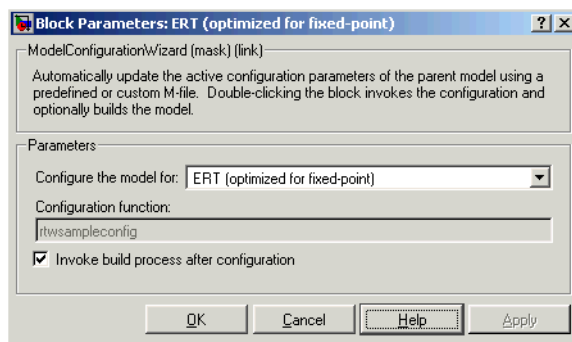 Block Parameters: ERT (optimized for fixed-point)
ModelConfigurationWizard (mask) (link)
Automatically update the active configuration parameters of the parent model using a
predefined or custom M-file.  Double-clicking the block invokes the configuration and
optionally builds the model.
Parameters
Configure the model for: ERT (optimized for fixed-point)
Configuration function:
rtwsampleconfig
Invoke build process after configuration
OK Cancel Help Apply